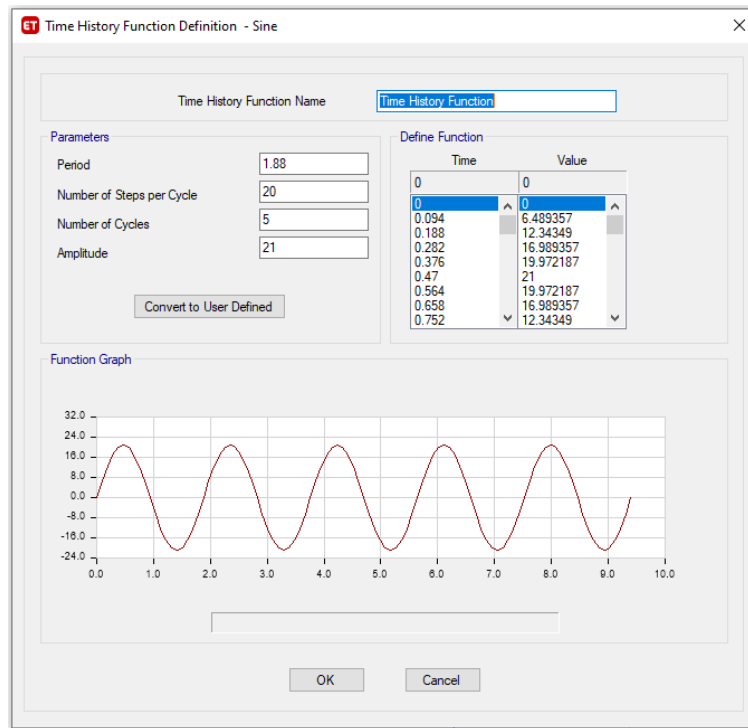 ET Time History Function Definition - Sine
Time History Function Name Time History Function
Parameters
Period 1.88
Number of Steps per Cycle 20
Number of Cycles 5
Amplitude 21
Convert to User Defined
Define Function
Time Value
0 0
0 0
0.094 6.489357
0.188 12.34349
0.282 16.989357
0.376 19.972187
0.47 21
0.564 19.972187
0.658 16.989357
0.752 12.34349
Function Graph
32.0
24.0
16.0
8.0
0.0
-8.0
-16.0
-24.0
0.0 1.0 2.0 3.0 4.0 5.0 6.0 7.0 8.0 9.0 10.0
OK Cancel